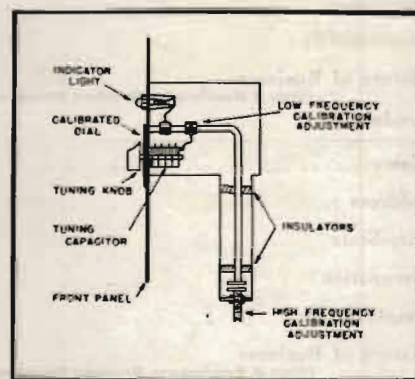 INDICATOR
LIGHT
CALIBRATED
DIAL
TUNING KNOB
TUNING
CAPACITOR
FRONT PANEL
LOW FREQUENCY
CALIBRATION
ADJUSTMENT
INSULATORS
HIGH FREQUENCY
CALIBRATION
ADJUSTMENT